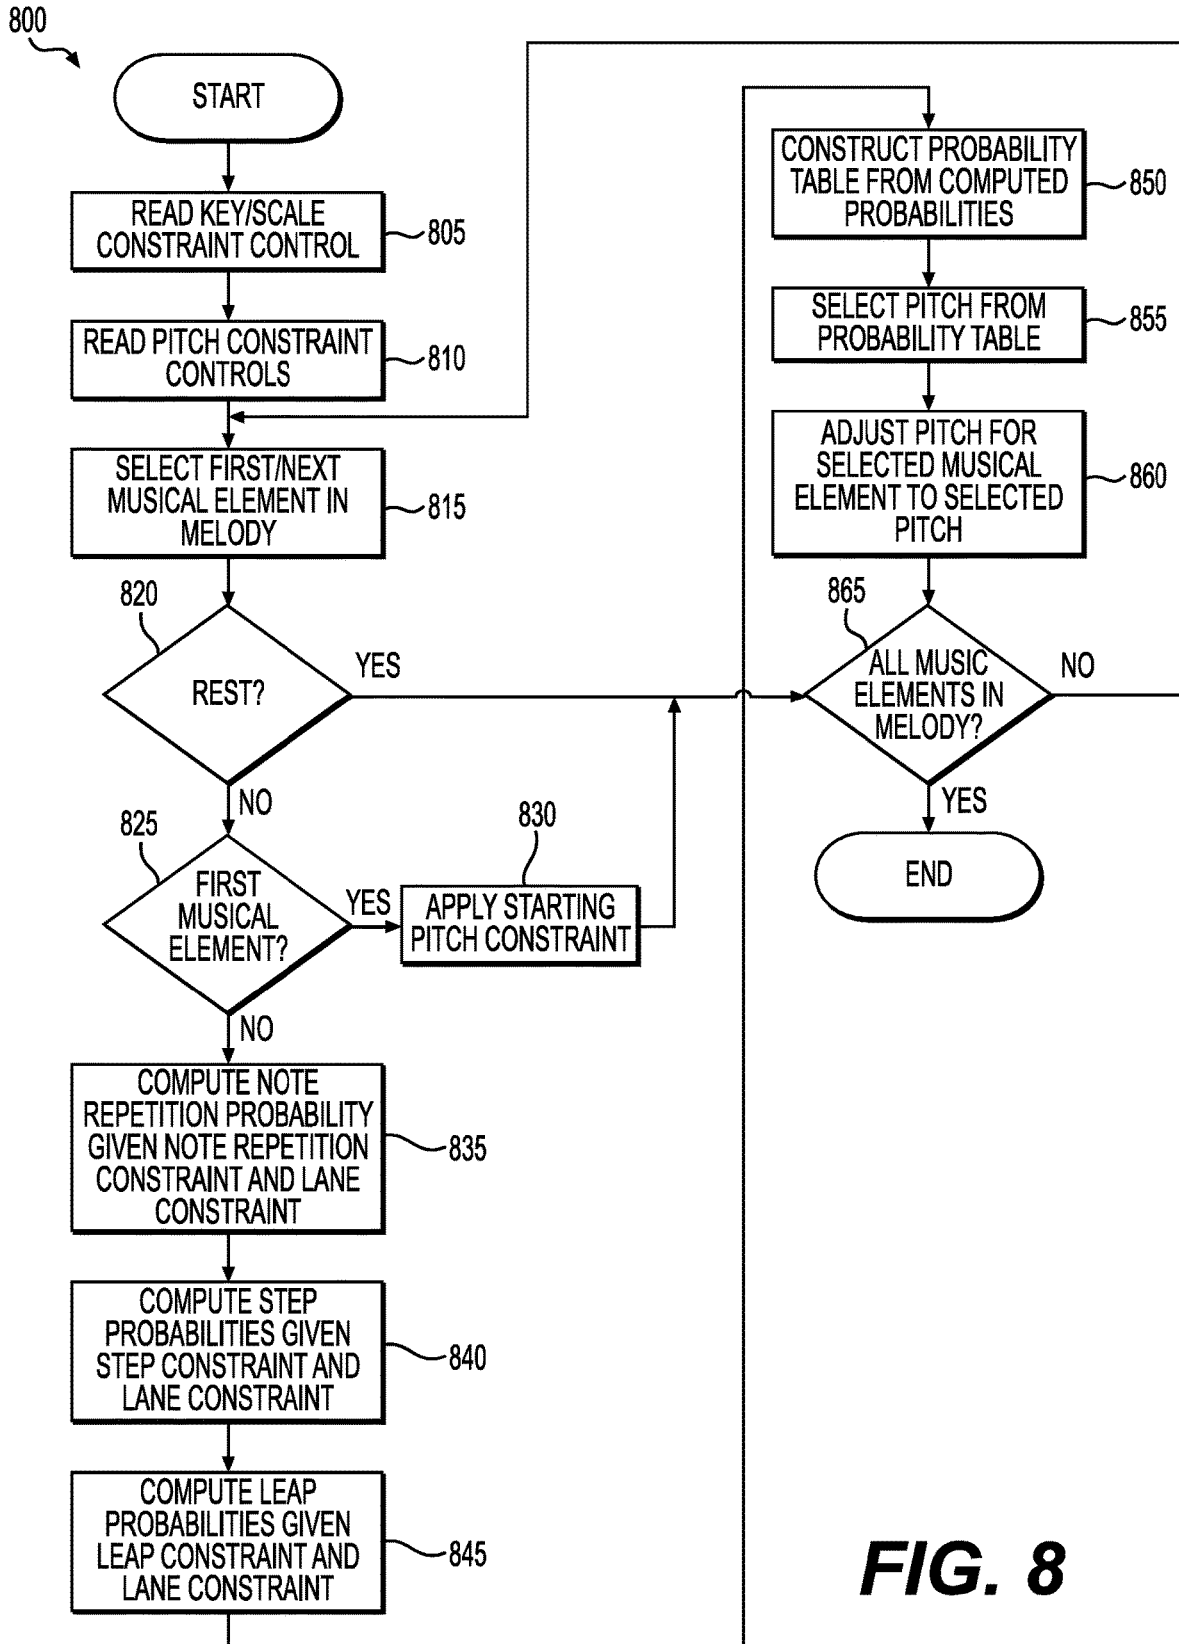 800
START
READ KEY/SCALE
CONSTRAINT CONTROL
805
READ PITCH CONSTRAINT
CONTROLS
810
SELECT FIRST/NEXT
MUSICAL ELEMENT IN
MELODY
815
820
REST?
YES
NO
825
FIRST
MUSICAL
ELEMENT?
YES
830
APPLY STARTING
PITCH CONSTRAINT
NO
COMPUTE NOTE
REPETITION PROBABILITY
GIVEN NOTE REPETITION
CONSTRAINT AND LANE
CONSTRAINT
835
COMPUTE STEP
PROBABILITIES GIVEN
STEP CONSTRAINT AND
LANE CONSTRAINT
840
COMPUTE LEAP
PROBABILITIES GIVEN
LEAP CONSTRAINT AND
LANE CONSTRAINT
845
CONSTRUCT PROBABILITY
TABLE FROM COMPUTED
PROBABILITIES
850
SELECT PITCH FROM
PROBABILITY TABLE
855
ADJUST PITCH FOR
SELECTED MUSICAL
ELEMENT TO SELECTED
PITCH
860
865
ALL MUSIC
ELEMENTS IN
MELODY?
NO
YES
END
FIG. 8